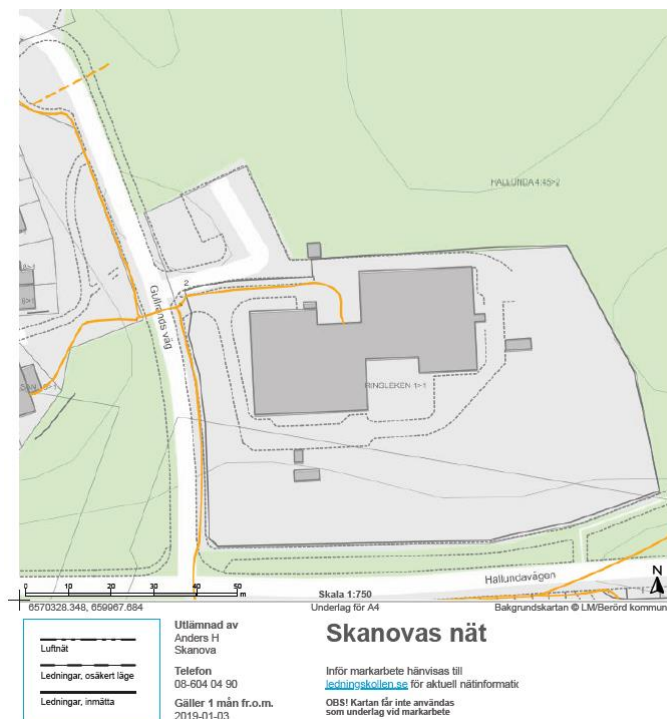 HALLUNDA 4:45>2
2
Gullrands väg
RINGLEKEN 1>1
Hallundavägen
N
0 10 20 30 40 50
m
Skala 1:750
6570328.348, 659967.684
Underlag för A4
Bakgrundskartan © LM/Berörd kommun
Luftnät
Ledningar, osäkert läge
Ledningar, inmätta
Utlämnad av
Anders H
Skanova
Telefon
08-604 04 90
Gäller 1 mån fr.o.m.
2019-01-03
Skanovas nät
Inför markarbete hänvisas till
ledningskollen.se för aktuell nätinformatic
OBS! Kartan får inte användas
som underlag vid markarbete